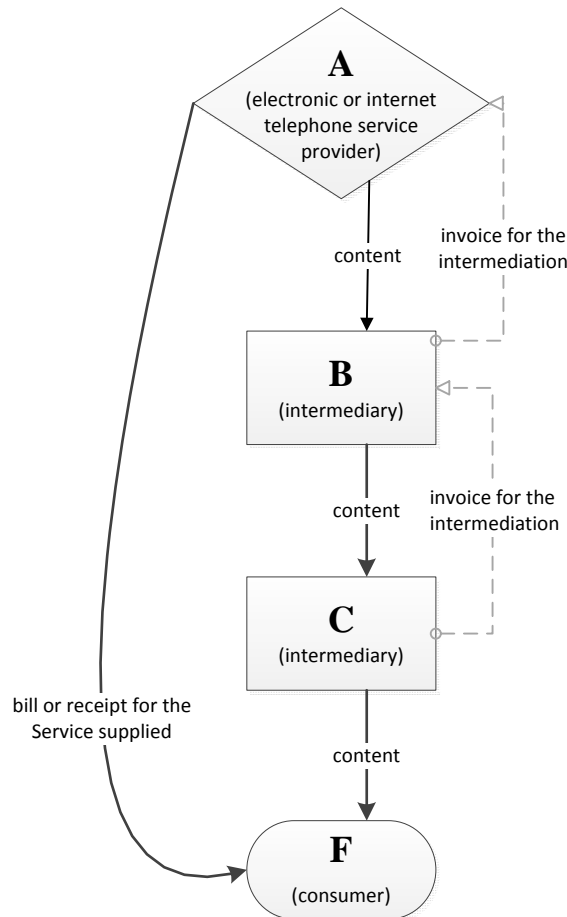 A
(electronic or internet
telephone service
provider)
invoice for the
intermediation
content
B
(intermediary)
invoice for the
intermediation
content
C
(intermediary)
bill or receipt for the
Service supplied
content
F
(consumer)